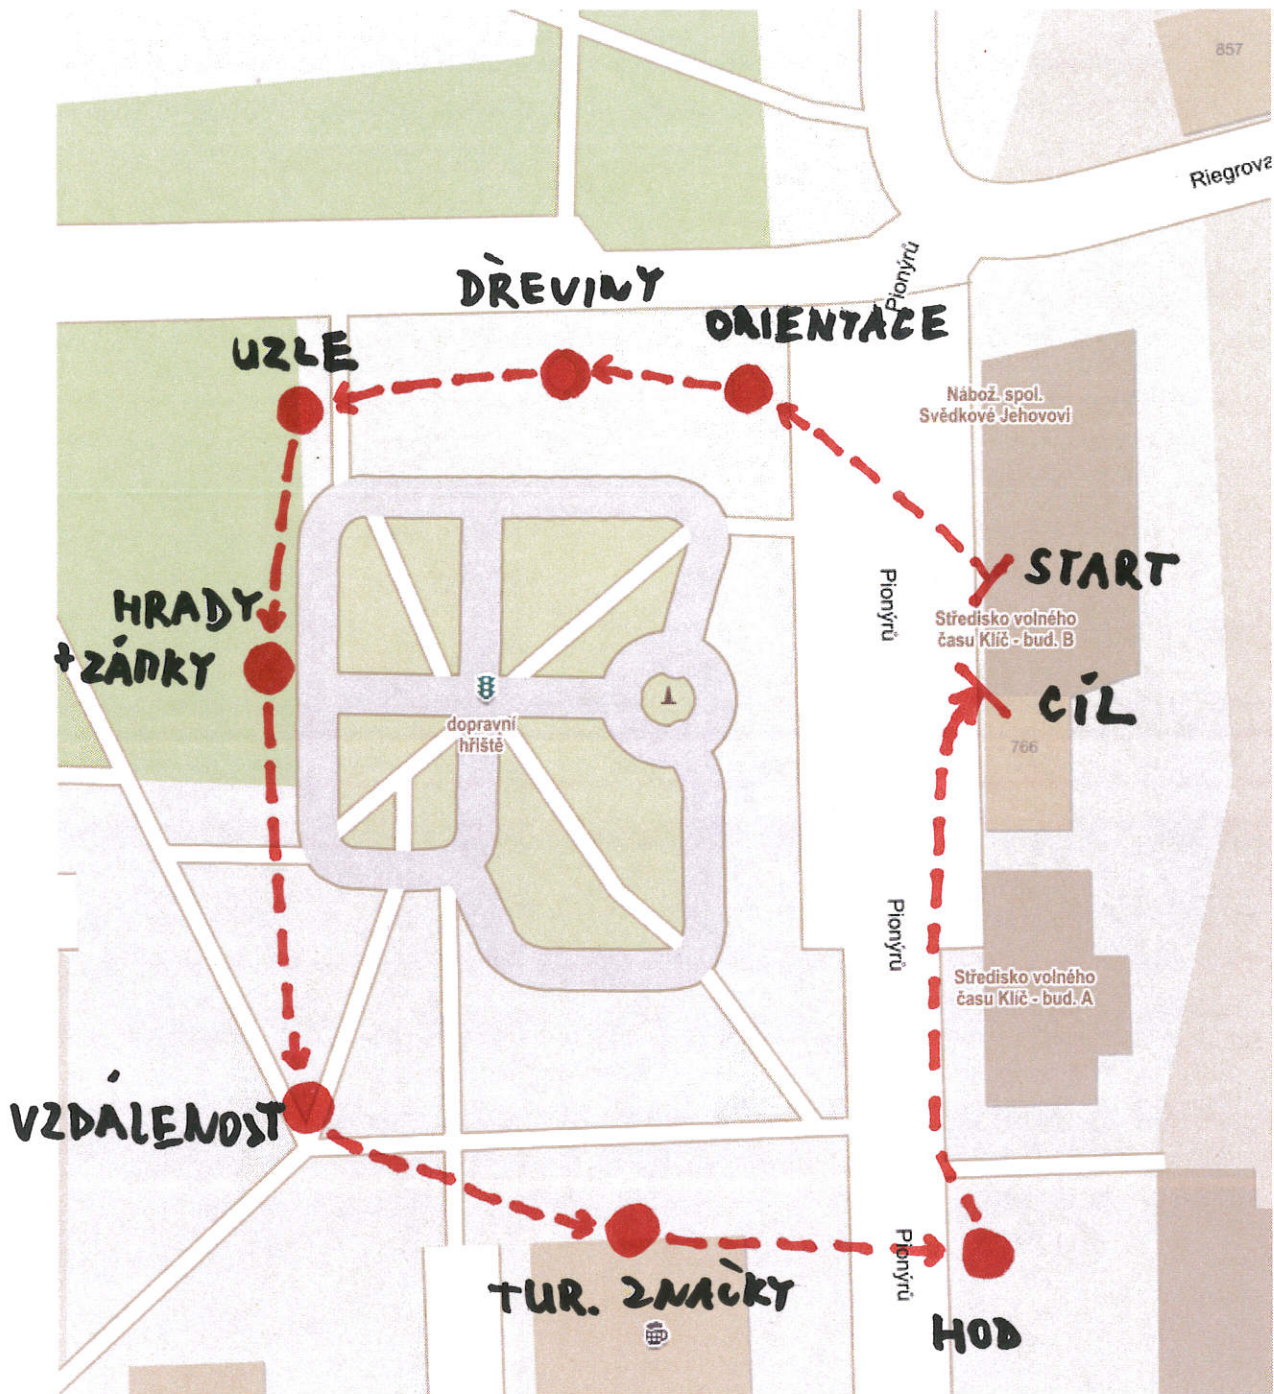 857
Riegrova
Pionýrů
DŘEVINY
ORIENTACE
UZLE
Nábož. spol.
Svědkové Jehovovi
START
Pionýrů
HRADY
+ZÁMKY
Středisko volného
času Klíč - bud. B
CÍL
dopravní
hřiště
766
Pionýrů
Středisko volného
času Klíč - bud. A
VZDÁLENOST
Pionýrů
TUR. ZNAČKY
HOD